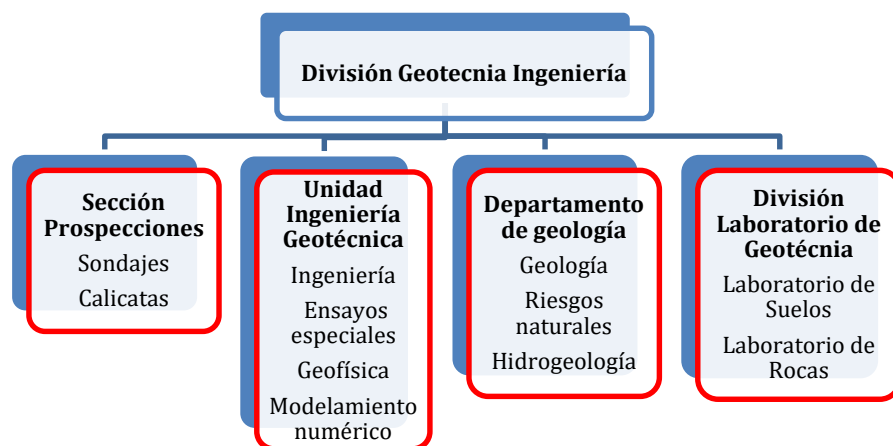 División Geotecnia Ingeniería
Sección
Prospecciones
Sondajes
Calicatas
Unidad
Ingeniería
Geotécnica
Ingeniería
Ensayos
especiales
Geofísica
Modelamiento
numérico
Departamento
de geología
Geología
Riesgos
naturales
Hidrogeología
División
Laboratorio de
Geotécnia
Laboratorio de
Suelos
Laboratorio de
Rocas